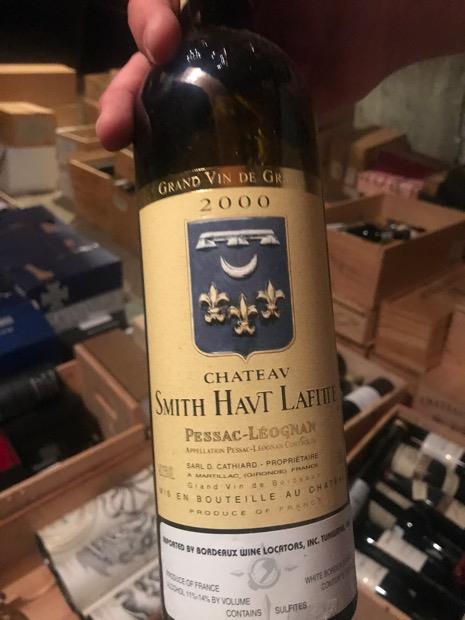 GRAND VIN DE GR
2000
CHATEAU
SMITH HAUT LAFITTE
PESSAC-LÉOGNAN
APPELLATION PESSAC-LÉOGNAN CONTRÔLÉE
SARL D. CATHIARD - PROPRIÉTAIRE
A MARTILLAC (GIRONDE) FRANCE
Grand Vin de Bordeaux
MIS EN BOUTEILLE AU CHATEAU
PRODUCE OF FRANCE
IMPORTED BY BORDEAUX WINE LOCATORS, INC.
PRODUCE OF FRANCE WHITE BORDEAUX
ALCOHOL 11%-14% BY VOLUME
CONTAINS SULFITES